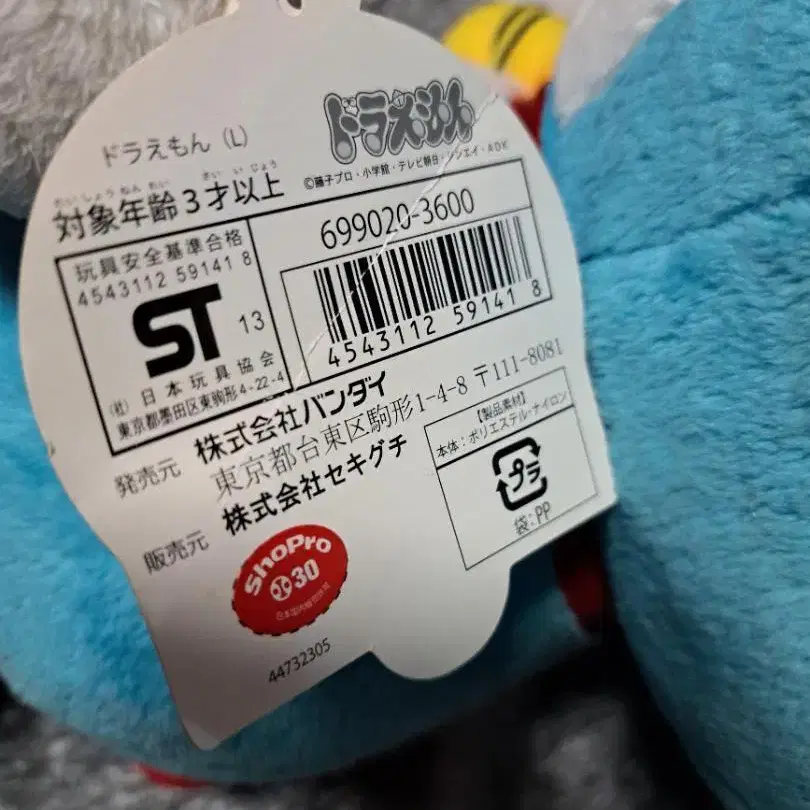 ドラえもん(L)
ドラえもん
©藤子プロ・小学館・テレビ朝日・シンエイ・ADK
たいしょうねんれい さい いじょう
対象年齢3才以上
玩具安全基準合格
4543112 59141 8
ST 13
(社)日本玩具協会
東京都墨田区東駒形4-22-4
699020-3600
4543112 591418
発売元 株式会社バンダイ
東京都台東区駒形1-4-8 〒111-8081
販売元 株式会社セキグチ
【製品素材】
本体:ポリエステル・ナイロン
プラ
袋:PP
ShoPro
30
44732305